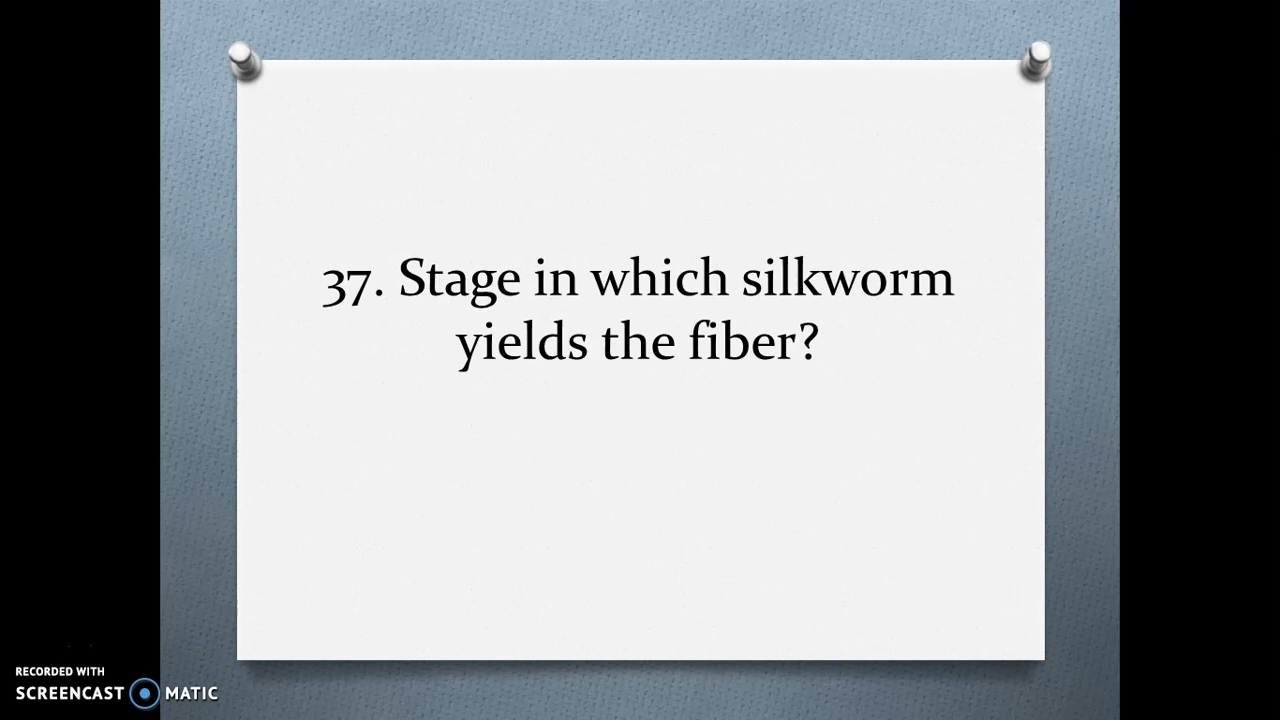 37. Stage in which silkworm
yields the fiber?
RECORDED WITH
SCREENCAST MATIC